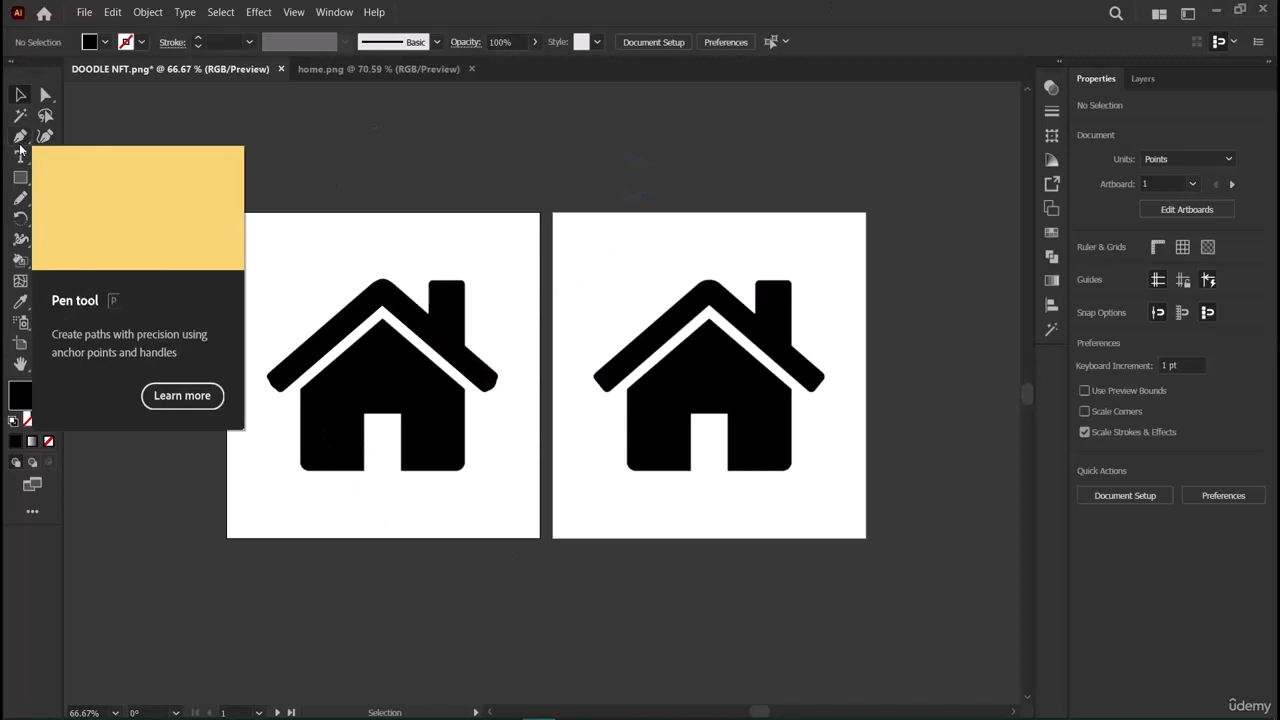 Ai File Edit Object Type Select Effect View Window Help
No Selection Stroke: Basic Opacity: 100% Style: Document Setup Preferences
DOODLE NFT.png* @ 66.67 % (RGB/Preview) × home.png @ 70.59 % (RGB/Preview) ×
Properties Layers
No Selection
Document
Units: Points
Artboard: 1
Edit Artboards
Ruler & Grids
Guides
Snap Options
Preferences
Keyboard Increment: 1 pt
Use Preview Bounds
Scale Corners
Scale Strokes & Effects
Quick Actions
Document Setup Preferences
Pen tool P
Create paths with precision using
anchor points and handles
Learn more
66.67% 0° 1 Selection
ûdemy